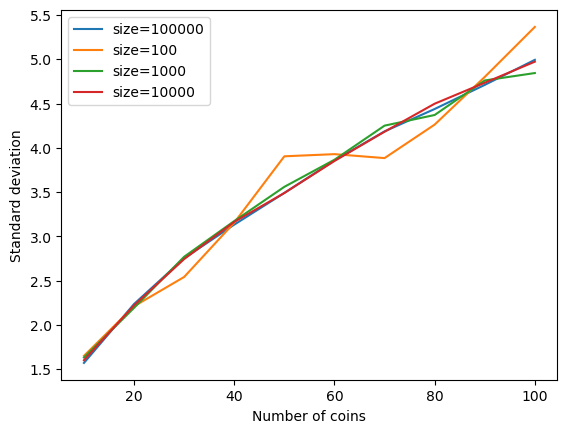 5.5
5.0
4.5
4.0
3.5
3.0
2.5
2.0
1.5
Standard deviation
size=100000
size=100
size=1000
size=10000
20 40 60 80 100
Number of coins